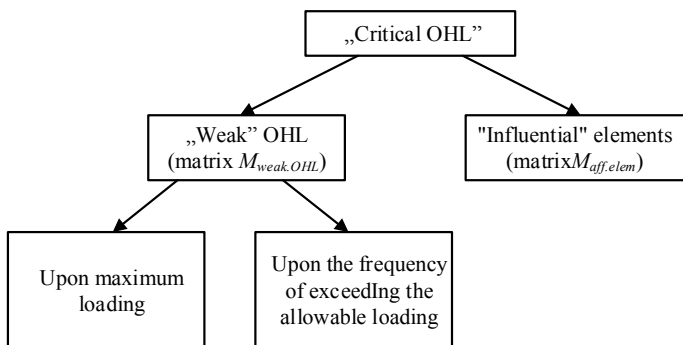 „Critical OHL”
„Weak” OHL
(matrix M_weak.OHL)
"Influential" elements
(matrixM_aff.elem)
Upon maximum
loading
Upon the frequency
of exceedIng the
allowable loading